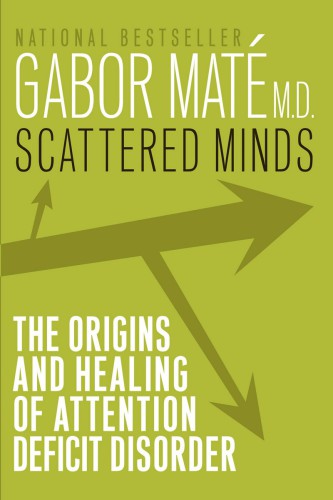 NATIONAL BESTSELLER
GABOR MATÉ M.D.
SCATTERED MINDS
THE ORIGINS
AND HEALING
OF ATTENTION
DEFICIT DISORDER